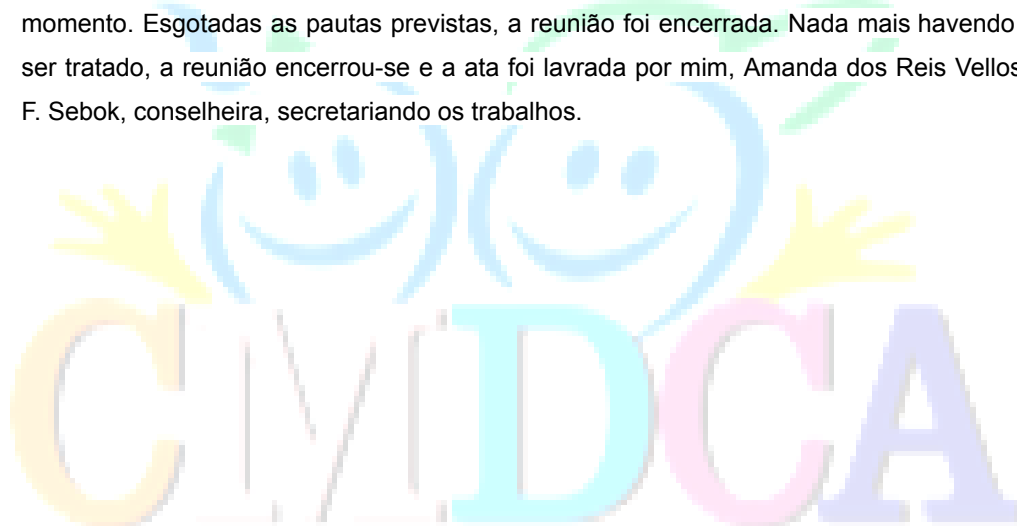 momento. Esgotadas as pautas previstas, a reunião foi encerrada. Nada mais havendo
ser tratado, a reunião encerrou-se e a ata foi lavrada por mim, Amanda dos Reis Vellos
F. Sebok, conselheira, secretariando os trabalhos.
CMDCA